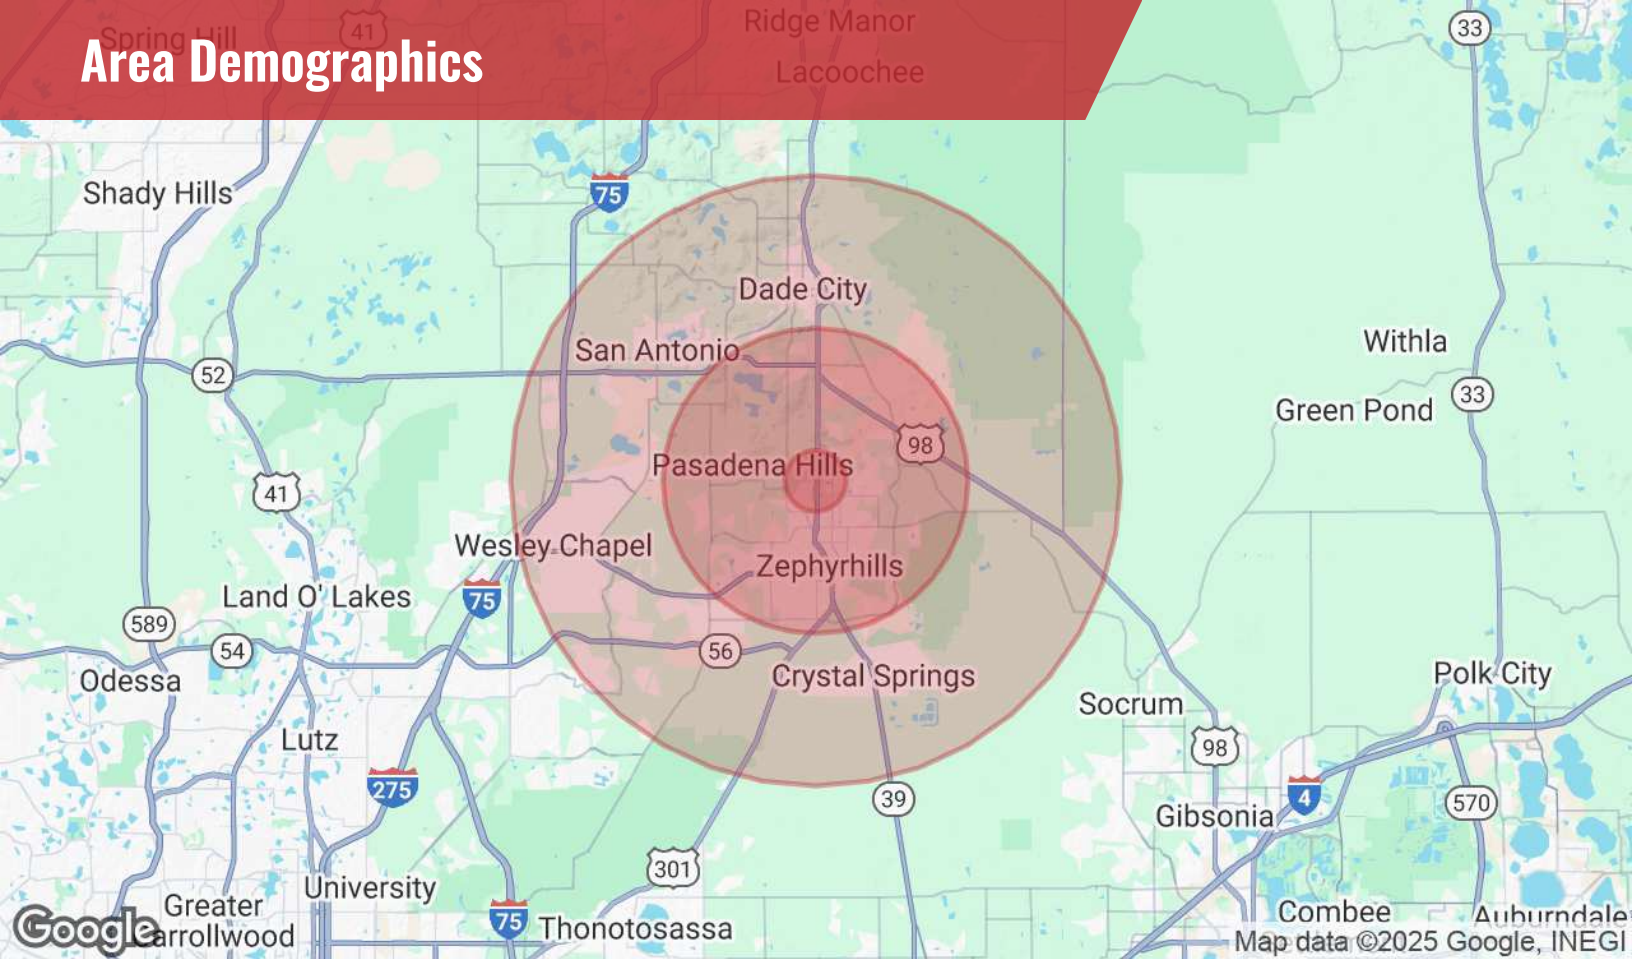 Spring Hill
41
Ridge Manor
33
Area Demographics
Lacoochee
Shady Hills
75
Dade City
Withla
San Antonio
52
33
Green Pond
98
Pasadena Hills
41
Wesley Chapel
Zephyrhills
Land O' Lakes
75
589
54
56
Odessa
Crystal Springs
Polk City
Socrum
Lutz
98
275
4
39
570
Gibsonia
301
University
75
Greater
Carrollwood
Thonotosassa
Combee
Auburndale
Google
Map data ©2025 Google, INEGI